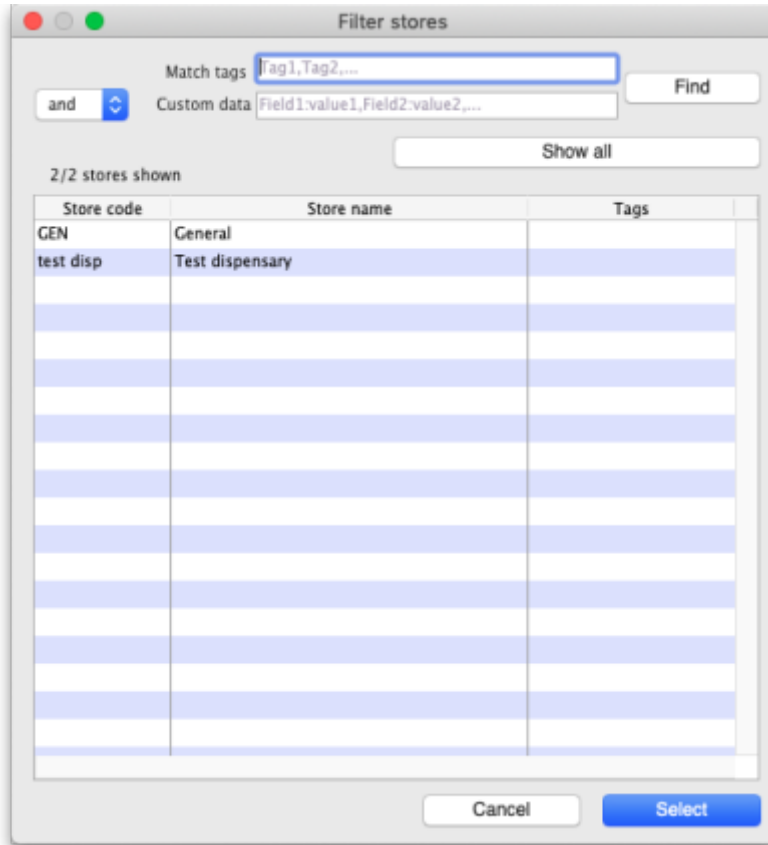 Filter stores
Match tags Tag1,Tag2,...
Find
and
Custom data Field1:value1,Field2:value2,...
Show all
2/2 stores shown
Store code Store name Tags
GEN General
test disp Test dispensary
Cancel Select